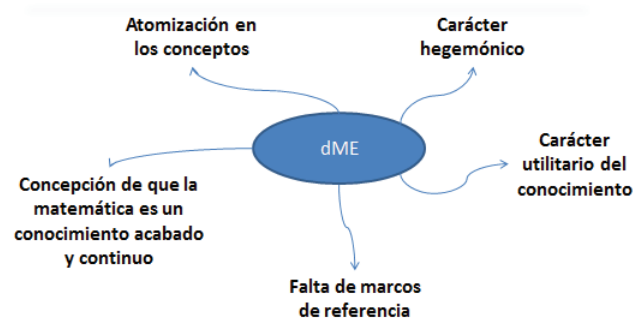 Atomización en
los conceptos
Carácter
hegemónico
dME
Carácter
utilitario del
conocimiento
Concepción de que la
matemática es un
conocimiento acabado
y continuo
Falta de marcos
de referencia